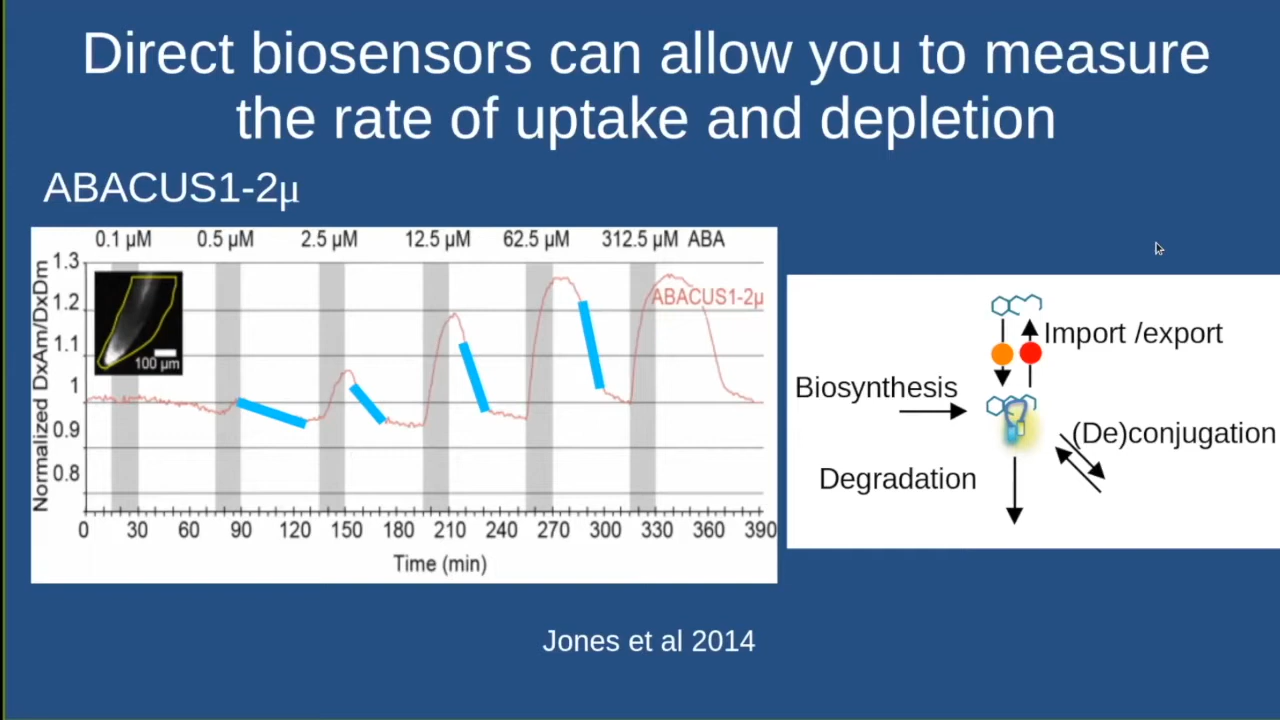 Direct biosensors can allow you to measure
the rate of uptake and depletion
ABACUS1-2μ
0.1 μM 0.5 μM 2.5 μM 12.5 μM 62.5 μM 312.5 μM ABA
Normalized DxAm/DxDm
1.3
1.2
1.1
1
0.9
0.8
100 μm
ABACUS1-2μ
0 30 60 90 120 150 180 210 240 270 300 330 360 390
Time (min)
Import /export
Biosynthesis
(De)conjugation
Degradation
Jones et al 2014